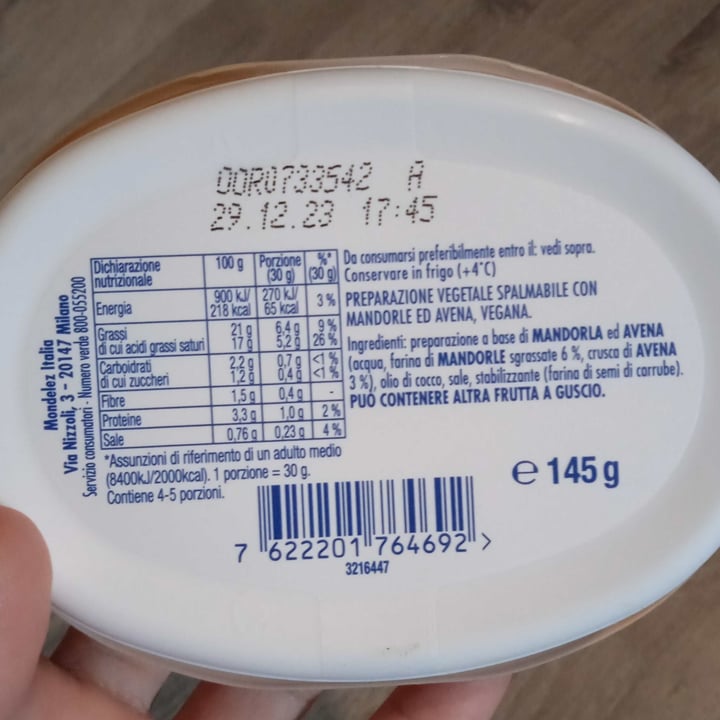 OOR0733542 A
29.12.23 17:45
Mondelez Italia
Via Nizzoli, 3 - 20147 Milano
Servizio consumatori - Numero verde 800-055200
Dichiarazione nutrizionale 100 g Porzione (30 g) %* (30 g)
Energia 900 kJ/ 218 kcal 270 kJ/ 65 kcal 3 %
Grassi 21 g 6,4 g 9 %
di cui acidi grassi saturi 17 g 5,2 g 26 %
Carboidrati 2,2 g 0,7 g <1 %
di cui zuccheri 1,2 g 0,4 g <1 %
Fibre 1,5 g 0,4 g -
Proteine 3,3 g 1,0 g 2 %
Sale 0,76 g 0,23 g 4 %
*Assunzioni di riferimento di un adulto medio
(8400kJ/2000kcal). 1 porzione = 30 g.
Contiene 4-5 porzioni.
Da consumarsi preferibilmente entro il: vedi sopra.
Conservare in frigo (+4°C)
PREPARAZIONE VEGETALE SPALMABILE CON
MANDORLE ED AVENA, VEGANA.
Ingredienti: preparazione a base di MANDORLA ed AVENA
(acqua, farina di MANDORLE sgrassate 6 %, crusca di AVENA
3 %), olio di cocco, sale, stabilizzante (farina di semi di carrube).
PUÒ CONTENERE ALTRA FRUTTA A GUSCIO.
e 145 g
7 622201 764692 >
3216447